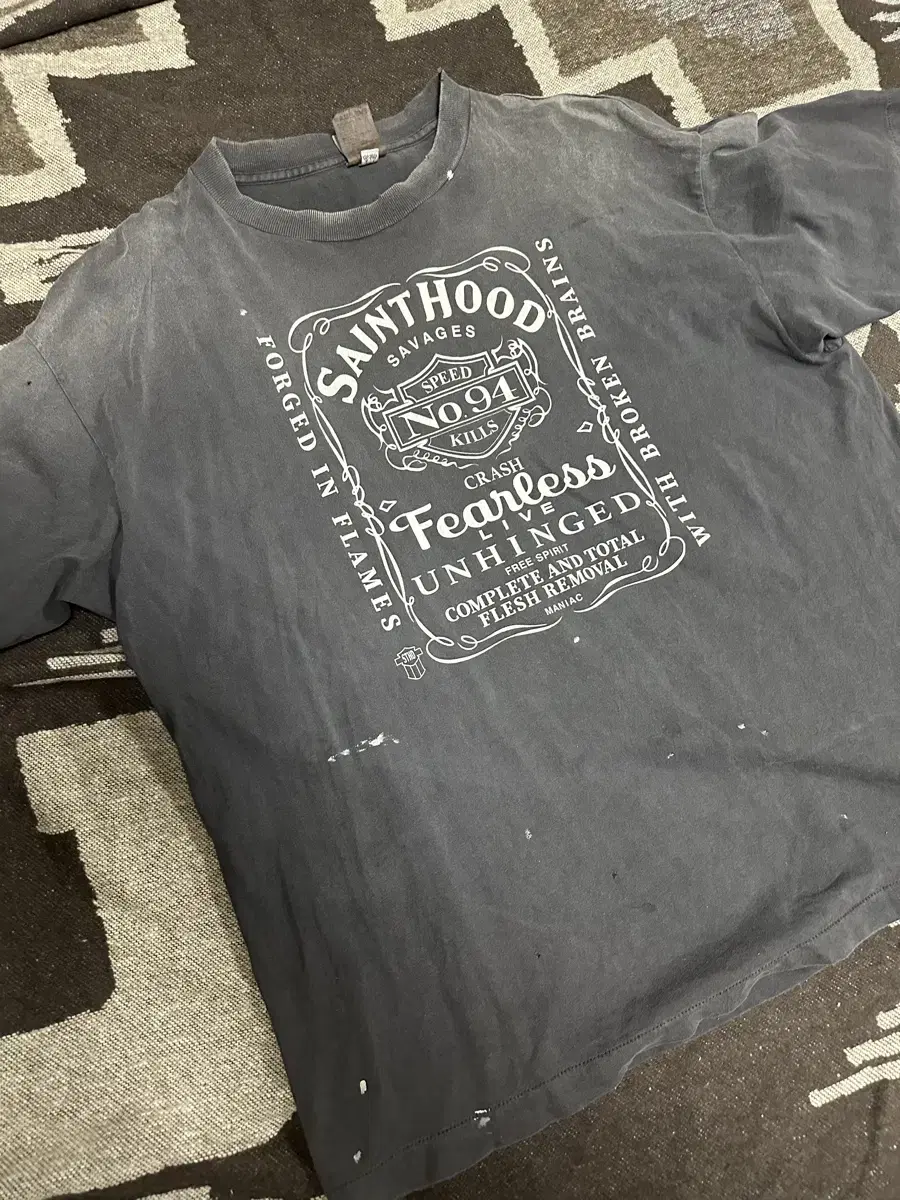 SAINTHOOD
SAVAGES
SPEED
No.94
KILLS
CRASH
Fearless
LIVE
UNHINGED
FREE SPIRIT
COMPLETE AND TOTAL
FLESH REMOVAL
MANIAC
FORGED IN FLAMES
WITH BROKEN BRAINS
STHD